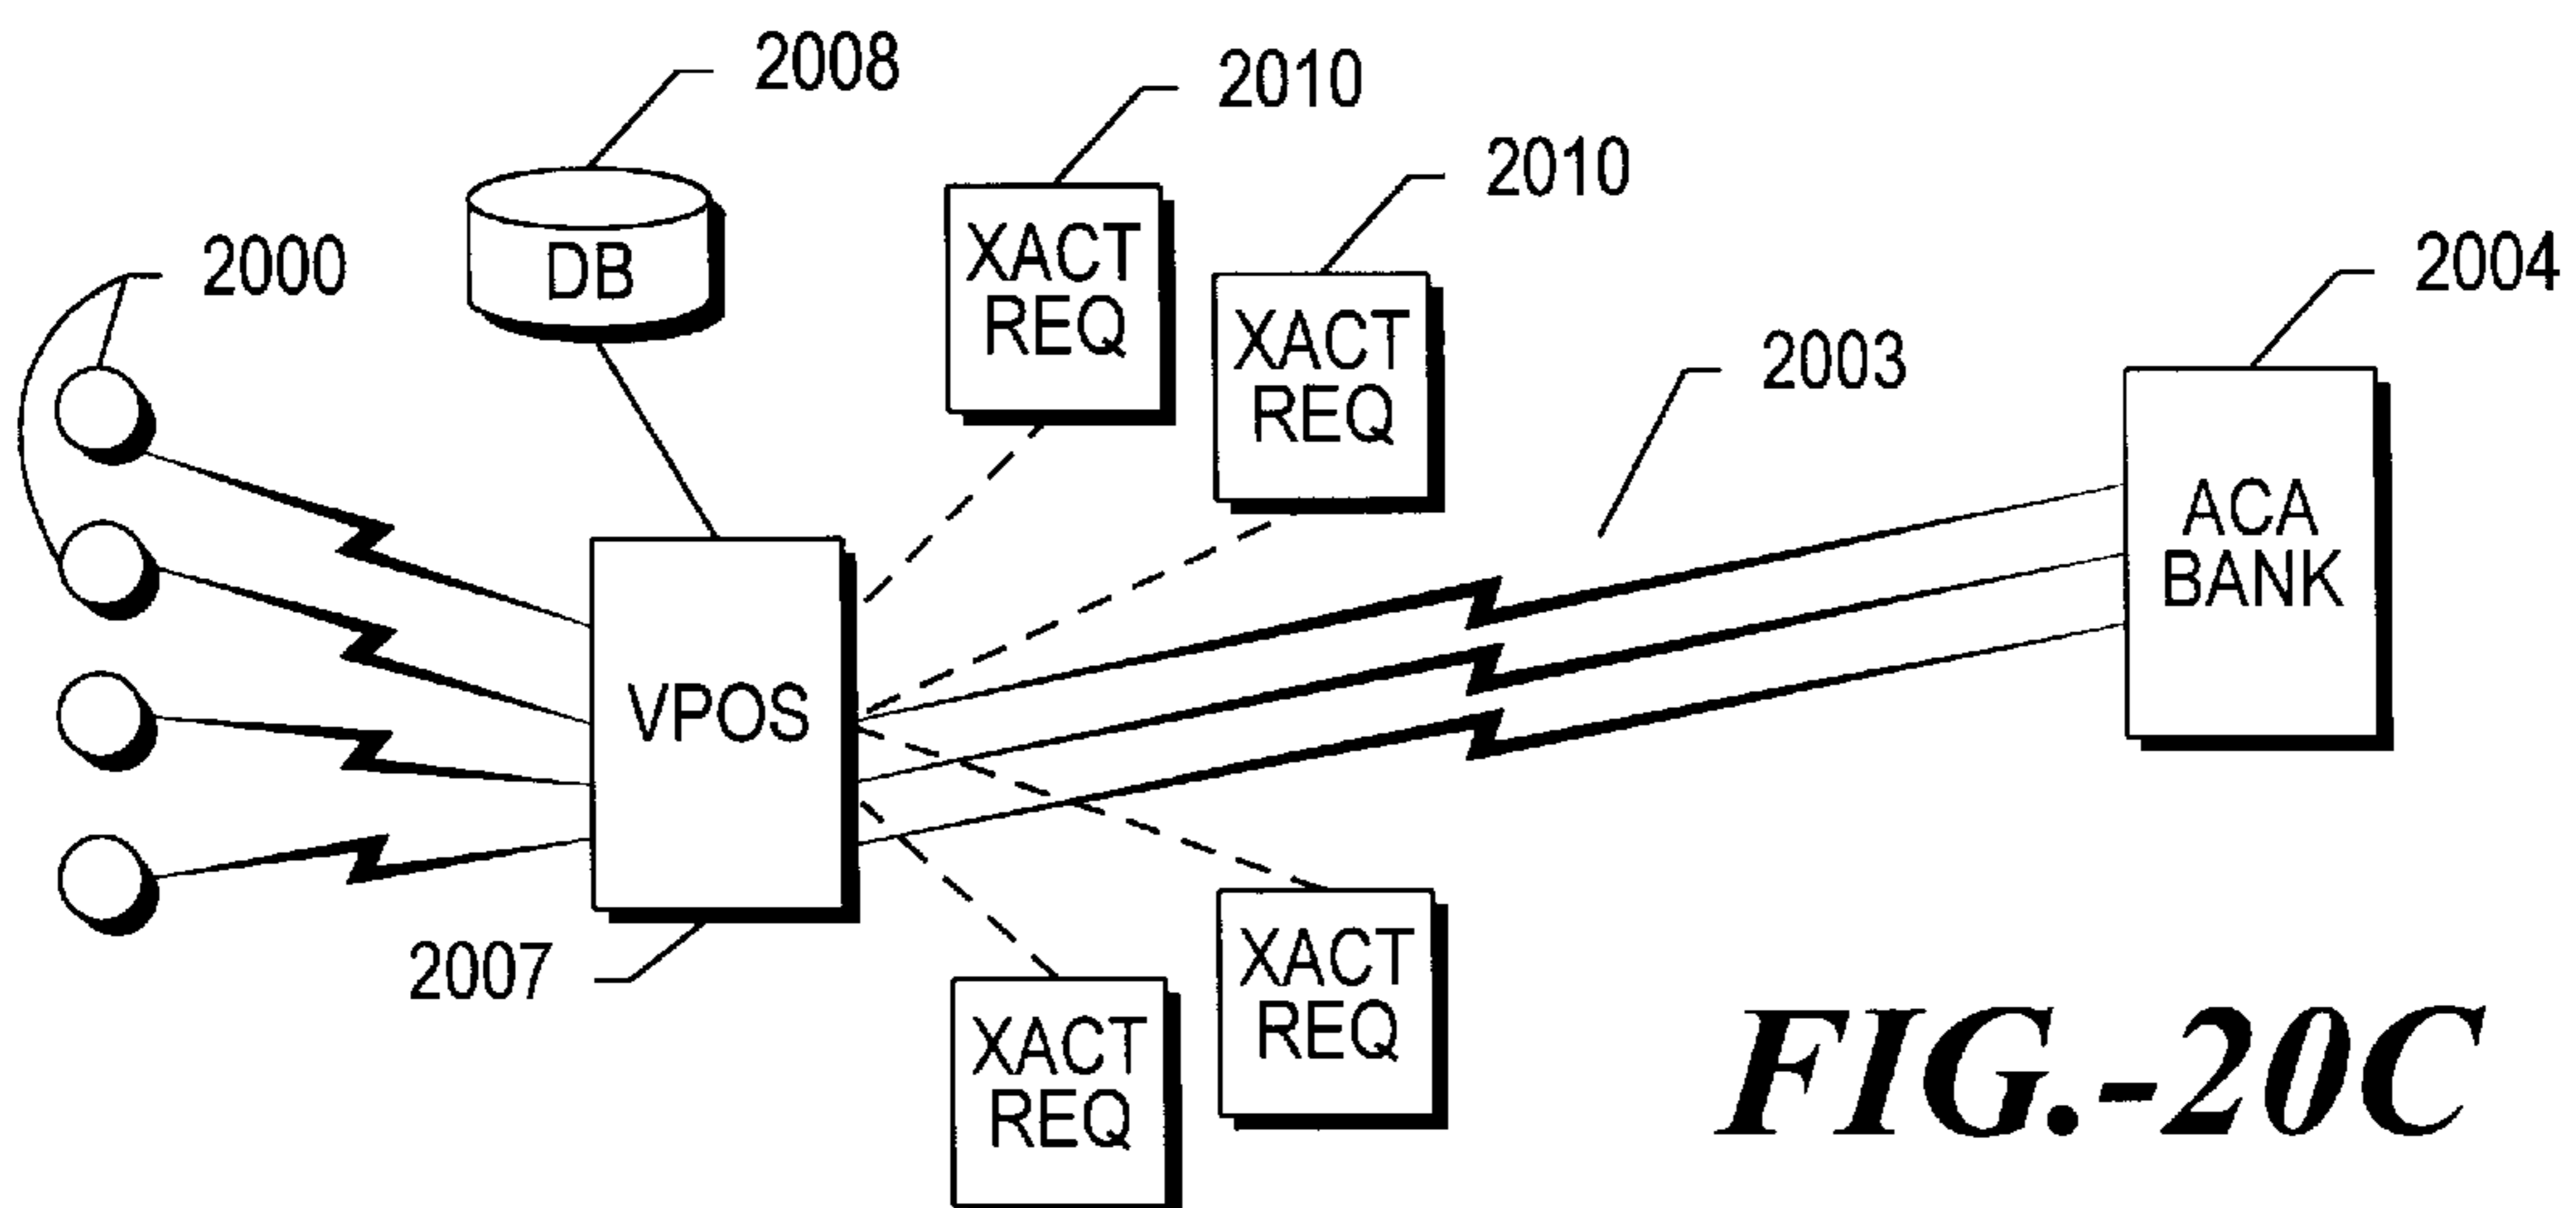 2008
2010
2010
2000
DB
XACT
REQ
XACT
REQ
2003
2004
ACA
BANK
VPOS
2007
XACT
REQ
XACT
REQ
FIG.-20C